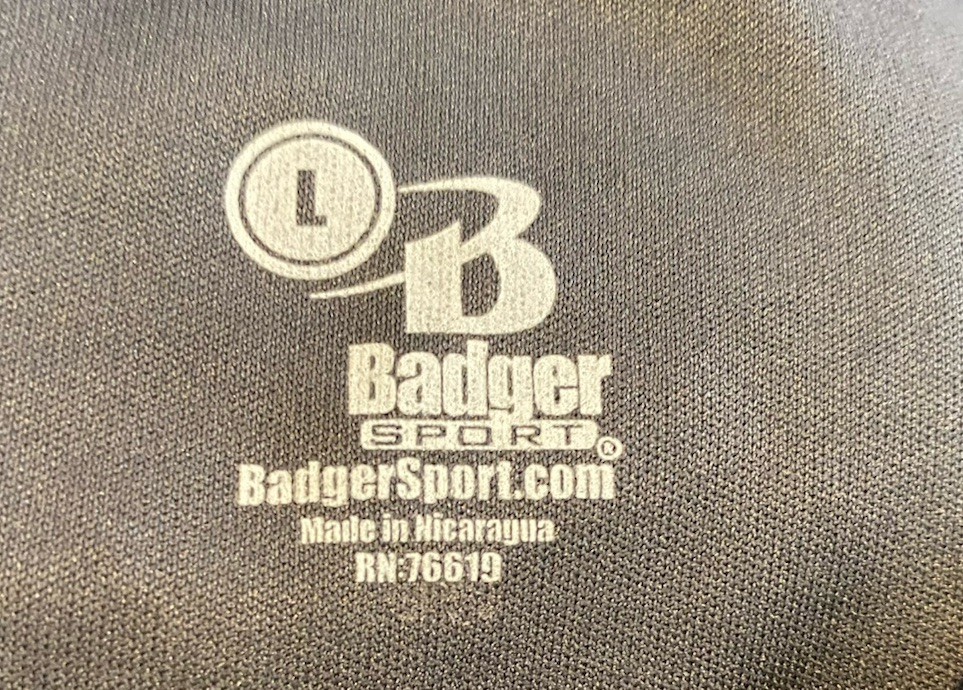 L
B
Badger
SPORT®
BadgerSport.com
Made in Nicaragua
RN:76619